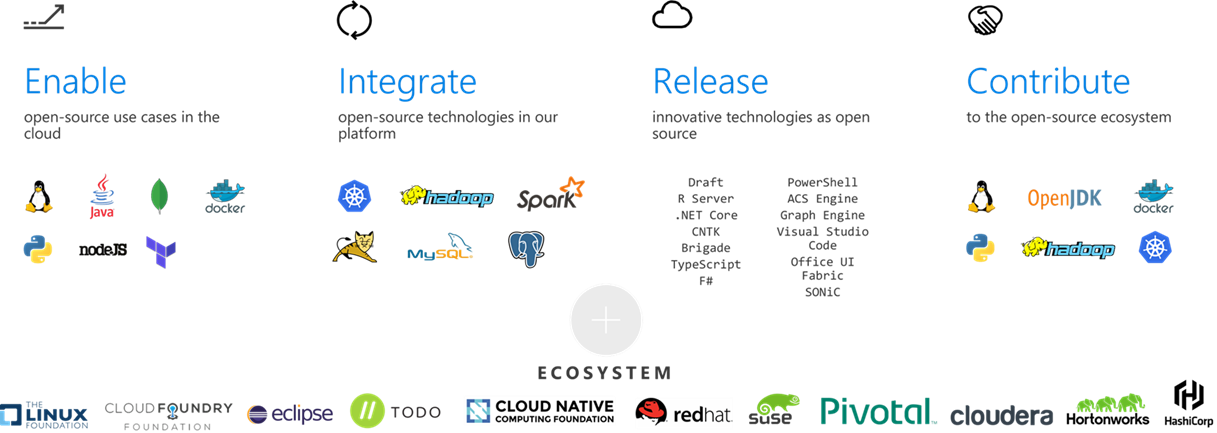 Enable
open-source use cases in the
cloud
Java
docker
nodeJS
Integrate
open-source technologies in our
platform
hadoop
Spark
MySQL
Release
innovative technologies as open
source
Draft
R Server
.NET Core
CNTK
Brigade
TypeScript
F#
PowerShell
ACS Engine
Graph Engine
Visual Studio
Code
Office UI
Fabric
SONiC
Contribute
to the open-source ecosystem
OpenJDK
docker
hadoop
ECOSYSTEM
THE
LINUX
FOUNDATION
CLOUD FOUNDRY
FOUNDATION
eclipse
TODO
CLOUD NATIVE
COMPUTING FOUNDATION
redhat.
SUSE
Pivotal
cloudera
Hortonworks
HashiCorp